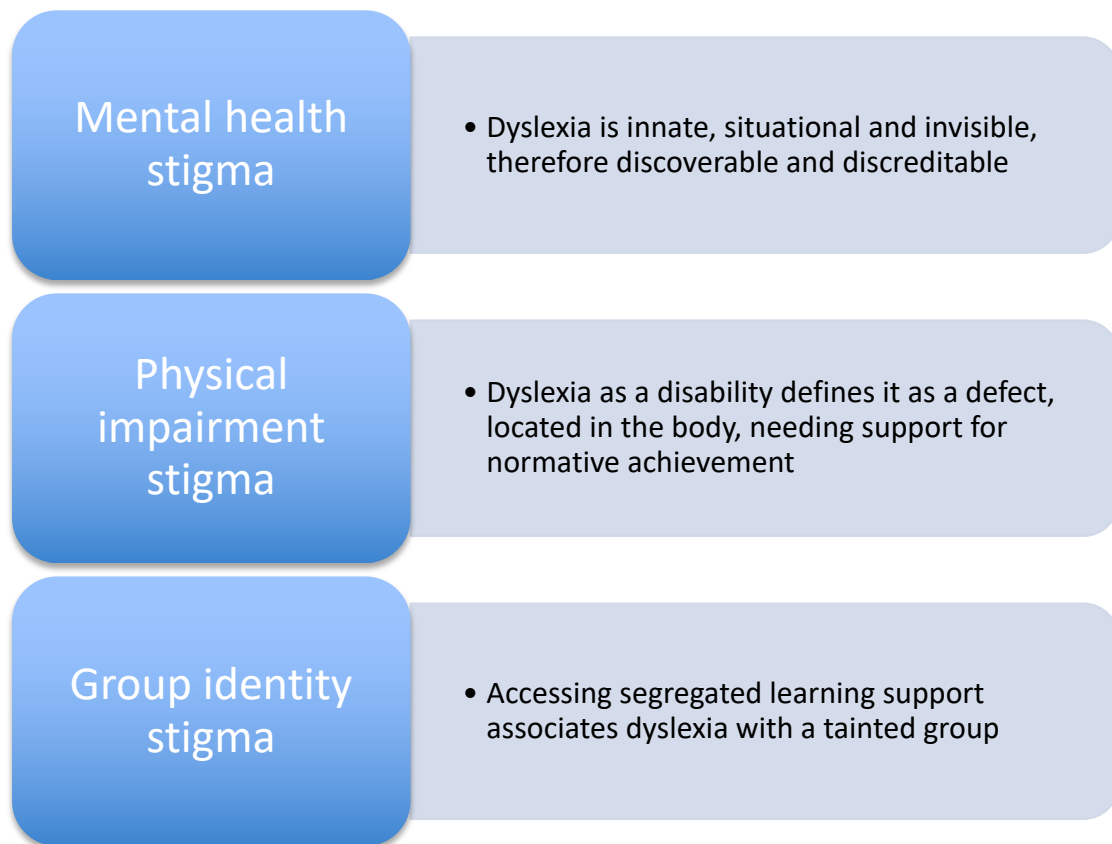 Mental health
stigma
• Dyslexia is innate, situational and invisible,
therefore discoverable and discreditable
Physical
impairment
stigma
• Dyslexia as a disability defines it as a defect,
located in the body, needing support for
normative achievement
Group identity
stigma
• Accessing segregated learning support
associates dyslexia with a tainted group